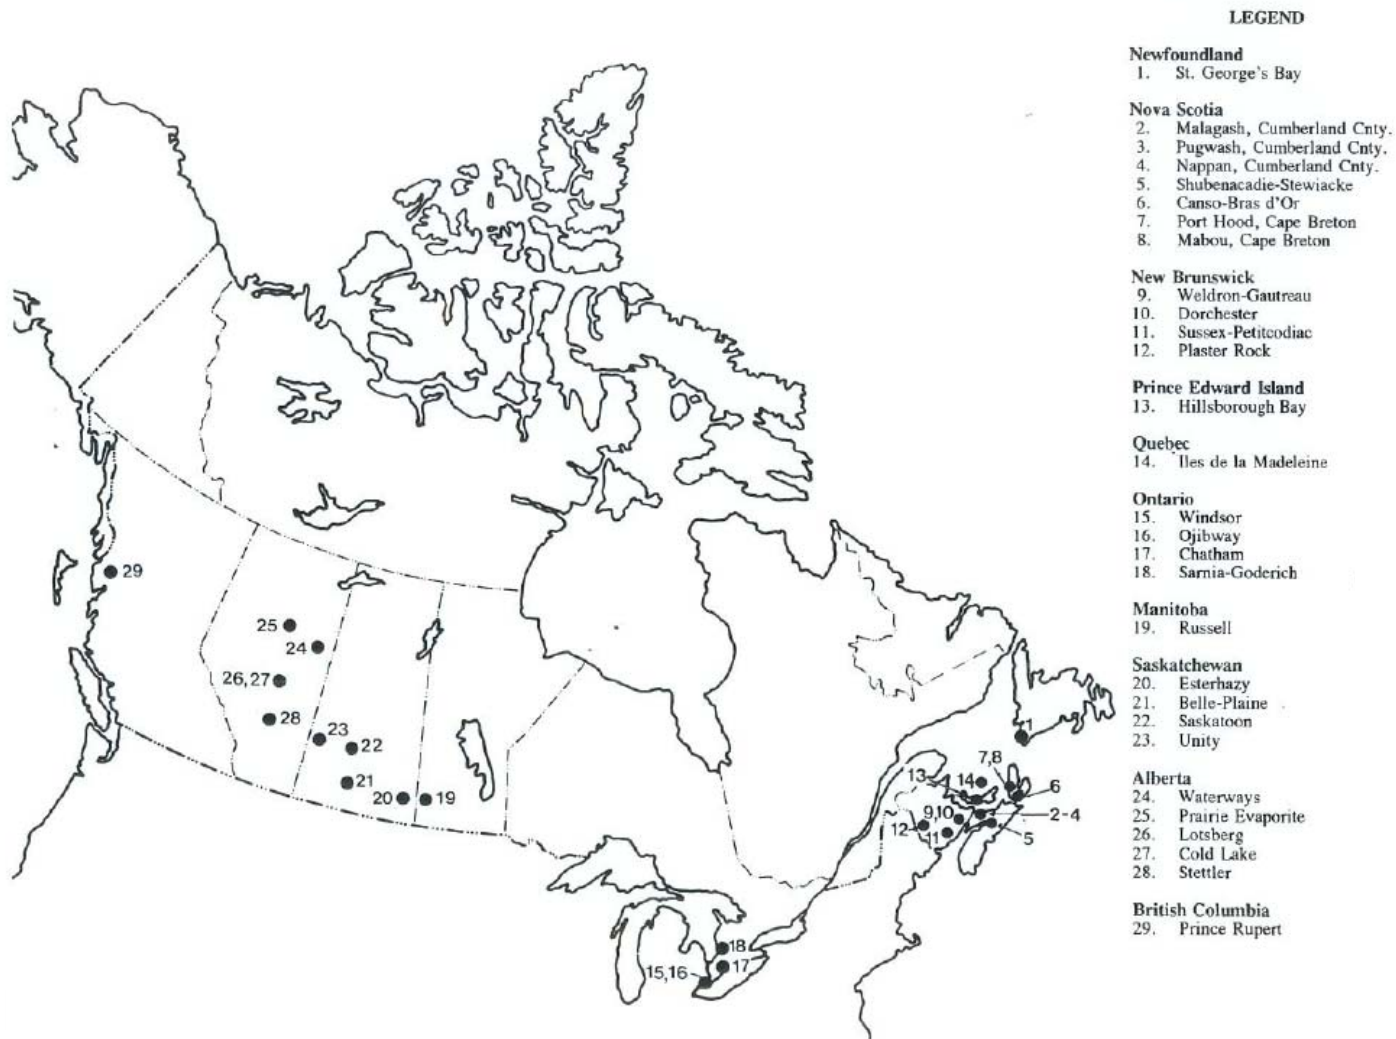 LEGEND
Newfoundland
1. St. George's Bay
Nova Scotia
2. Malagash, Cumberland Cnty.
3. Pugwash, Cumberland Cnty.
4. Nappan, Cumberland Cnty.
5. Shubenacadie-Stewiacke
6. Canso-Bras d'Or
7. Port Hood, Cape Breton
8. Mabou, Cape Breton
New Brunswick
9. Weldron-Gautreau
10. Dorchester
11. Sussex-Petitcodiac
12. Plaster Rock
Prince Edward Island
13. Hillsborough Bay
Quebec
14. Iles de la Madeleine
Ontario
15. Windsor
16. Ojibway
17. Chatham
18. Sarnia-Goderich
Manitoba
19. Russell
Saskatchewan
20. Esterhazy
21. Belle-Plaine
22. Saskatoon
23. Unity
Alberta
24. Waterways
25. Prairie Evaporite
26. Lotsberg
27. Cold Lake
28. Stettler
British Columbia
29. Prince Rupert
29
25
24
26,27
28
23
22
21
20
19
1
7,8
14
13
6
9,10
2-4
12
11
5
18
17
15,16